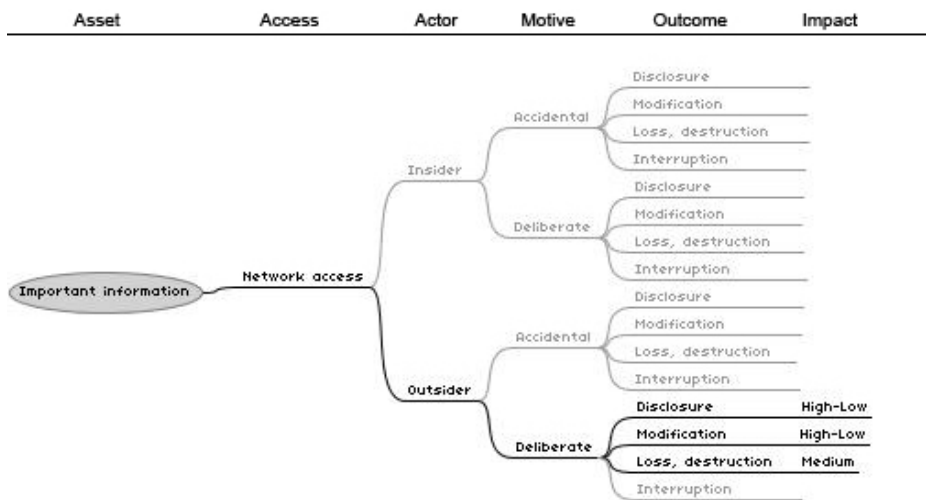 Asset Access Actor Motive Outcome Impact
Disclosure
Modification
Accidental
Loss, destruction
Interruption
Insider
Disclosure
Modification
Deliberate
Loss, destruction
Interruption
Network access
Important information
Disclosure
Modification
Accidental
Loss, destruction
Interruption
Outsider
Disclosure High-Low
Modification High-Low
Deliberate
Loss, destruction Medium
Interruption